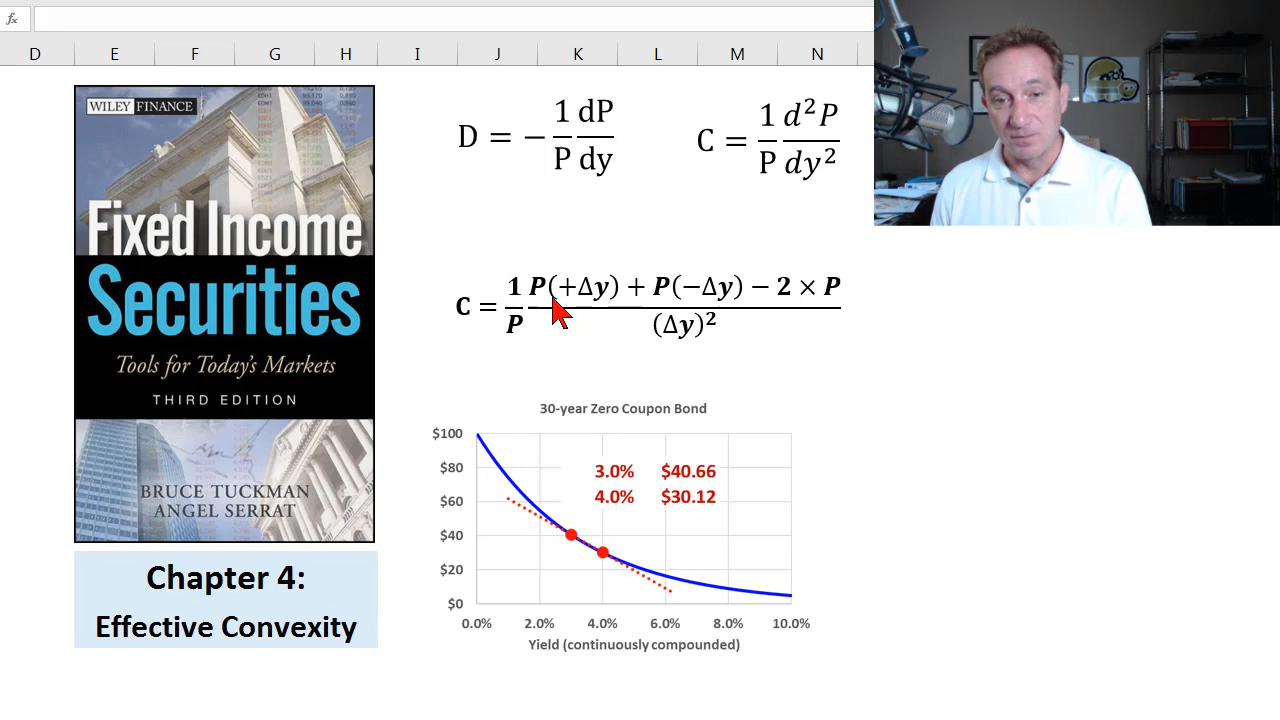 fx
D E F G H I J K L M N
WILEY FINANCE
Fixed Income
Securities
Tools for Today's Markets
THIRD EDITION
BRUCE TUCKMAN
ANGEL SERRAT
Chapter 4:
Effective Convexity
D = − 1/P dP/dy
C = 1/P d²P/dy²
C = 1/P (P(+Δy) + P(−Δy) − 2 × P)/(Δy)²
30-year Zero Coupon Bond
$100
$80
$60
$40
$20
$0
3.0% $40.66
4.0% $30.12
0.0% 2.0% 4.0% 6.0% 8.0% 10.0%
Yield (continuously compounded)